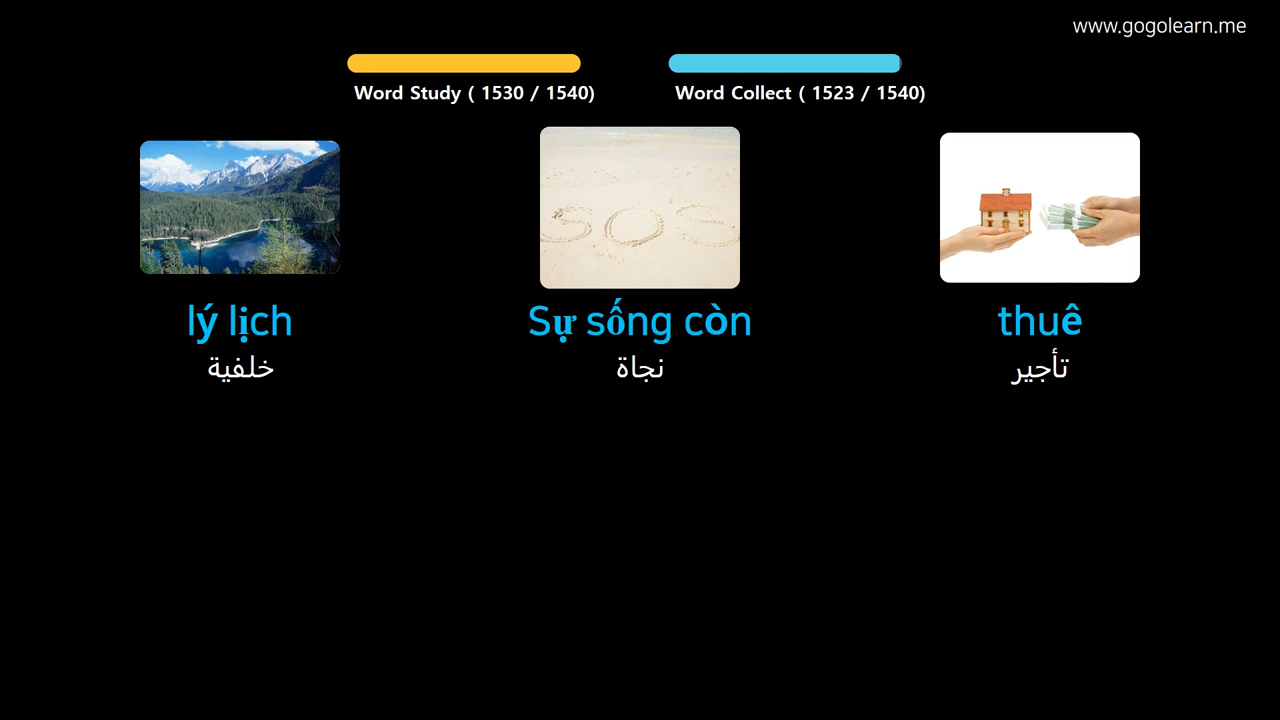 www.gogolearn.me
Word Study ( 1530 / 1540)
Word Collect ( 1523 / 1540)
SOS
lý lịch
Sự sống còn
thuê
خلفية
نجاة
تأجير